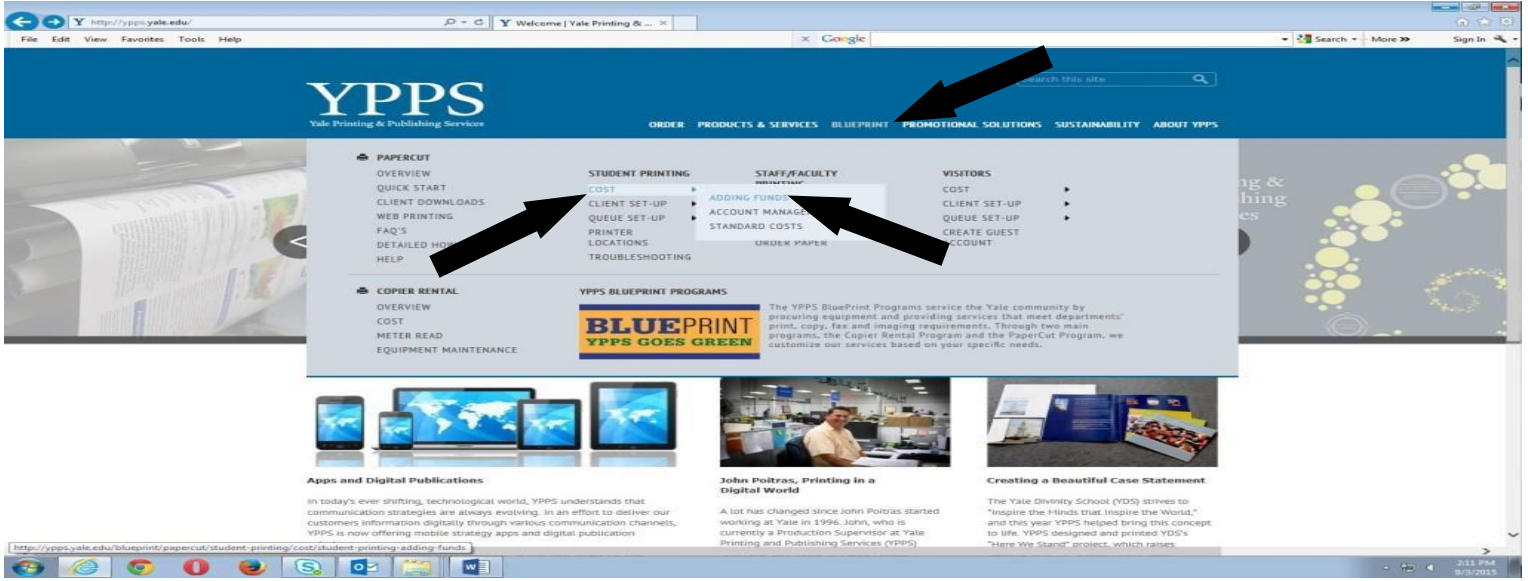 http://ypps.yale.edu/
Welcome | Yale Printing & ...
File Edit View Favorites Tools Help
Google
Search
More »
Sign In
YPPS
Yale Printing & Publishing Services
Search this site
ORDER PRODUCTS & SERVICES BLUEPRINT PROMOTIONAL SOLUTIONS SUSTAINABILITY ABOUT YPPS
PAPERCUT
OVERVIEW
QUICK START
CLIENT DOWNLOADS
WEB PRINTING
FAQ'S
DETAILED
HELP
STUDENT PRINTING
COST
CLIENT SET-UP
QUEUE SET-UP
PRINTER
LOCATIONS
TROUBLESHOOTING
ADDING FUNDS
ACCOUNT
STANDARD COSTS
STAFF/FACULTY
PRINTING
ORDER PAPER
VISITORS
COST
CLIENT SET-UP
QUEUE SET-UP
CREATE GUEST
ACCOUNT
COPIER RENTAL
OVERVIEW
COST
METER READ
EQUIPMENT MAINTENANCE
YPPS BLUEPRINT PROGRAMS
BLUEPRINT
YPPS GOES GREEN
The YPPS BluePrint Programs service the Yale community by
procuring equipment and providing services that meet departments'
print, copy, fax and imaging requirements. Through two main
programs, the Copier Rental Program and the PaperCut Program, we
customize our services based on your specific needs.
Apps and Digital Publications
In today's ever shifting, technological world, YPPS understands that
communication strategies are always evolving. In an effort to deliver our
customers information digitally through various communication channels,
YPPS is now offering mobile strategy apps and digital publication
John Poitras, Printing in a
Digital World
A lot has changed since John Poitras started
working at Yale in 1996. John, who is
currently a Production Supervisor at Yale
Printing and Publishing Services (YPPS)
Creating a Beautiful Case Statement
The Yale Divinity School (YDS) strives to
"Inspire the Minds that Inspire the World,"
and this year YPPS helped bring this concept
to life. YPPS designed and printed YDS's
"Here We Stand" project, which raises
http://ypps.yale.edu/blueprint/papercut/student-printing/cost/student-printing-adding-funds
2:11 PM
9/3/2015